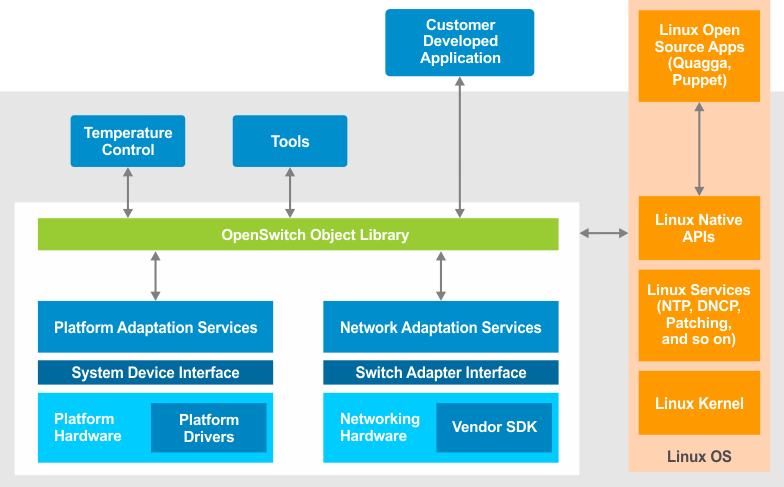 Customer
Developed
Application
Linux Open
Source Apps
(Quagga,
Puppet)
Temperature
Control
Tools
OpenSwitch Object Library
Linux Native
APIs
Platform Adaptation Services
Network Adaptation Services
Linux Services
(NTP, DNCP,
Patching,
and so on)
System Device Interface
Switch Adapter Interface
Platform
Hardware
Platform
Drivers
Networking
Hardware
Vendor SDK
Linux Kernel
Linux OS